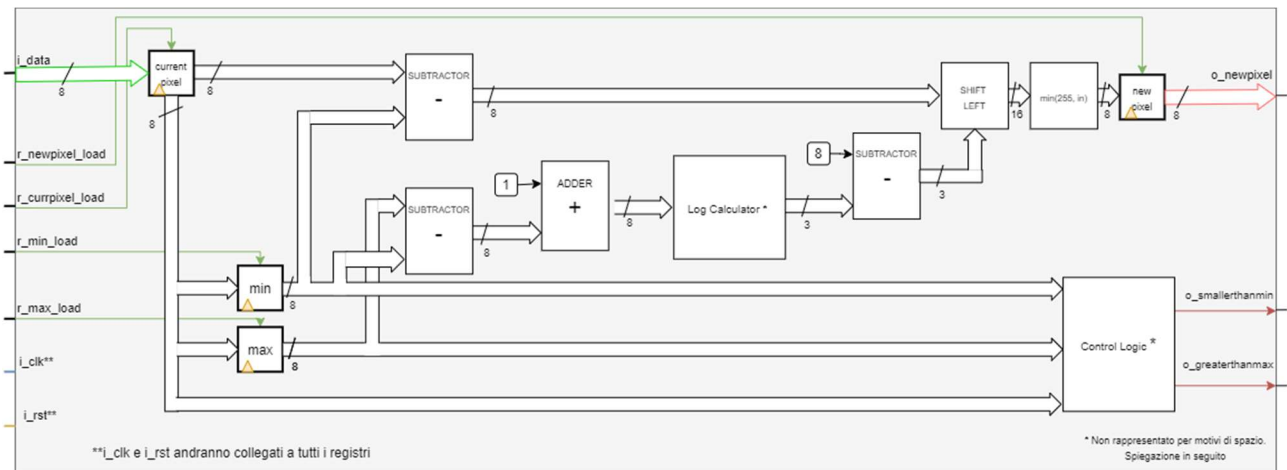 i_data
8
current
pixel
8
8
SUBTRACTOR
-
8
SHIFT
LEFT
16
min(255, in)
8
new
pixel
8
o_newpixel
r_newpixel_load
r_currpixel_load
r_min_load
r_max_load
i_clk**
i_rst**
SUBTRACTOR
-
8
1
ADDER
+
8
Log Calculator *
3
8
SUBTRACTOR
-
3
min
8
max
8
Control Logic *
o_smallerthanmin
o_greaterthanmax
**i_clk e i_rst andranno collegati a tutti i registri
* Non rappresentato per motivi di spazio.
Spiegazione in seguito